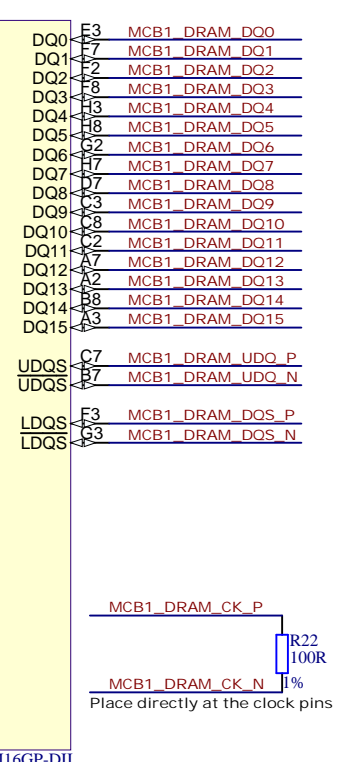 DQ0 E3 MCB1_DRAM_DQ0
DQ1 F7 MCB1_DRAM_DQ1
DQ2 F2 MCB1_DRAM_DQ2
DQ3 F8 MCB1_DRAM_DQ3
DQ4 H3 MCB1_DRAM_DQ4
DQ5 H8 MCB1_DRAM_DQ5
DQ6 G2 MCB1_DRAM_DQ6
DQ7 H7 MCB1_DRAM_DQ7
DQ8 D7 MCB1_DRAM_DQ8
DQ9 C3 MCB1_DRAM_DQ9
DQ10 C8 MCB1_DRAM_DQ10
DQ11 C2 MCB1_DRAM_DQ11
DQ12 A7 MCB1_DRAM_DQ12
DQ13 A2 MCB1_DRAM_DQ13
DQ14 B8 MCB1_DRAM_DQ14
DQ15 A3 MCB1_DRAM_DQ15
UDQS C7 MCB1_DRAM_UDQ_P
UDQS B7 MCB1_DRAM_UDQ_N
LDQS F3 MCB1_DRAM_DQS_P
LDQS G3 MCB1_DRAM_DQS_N
MCB1_DRAM_CK_P
R22
100R
MCB1_DRAM_CK_N 1%
Place directly at the clock pins